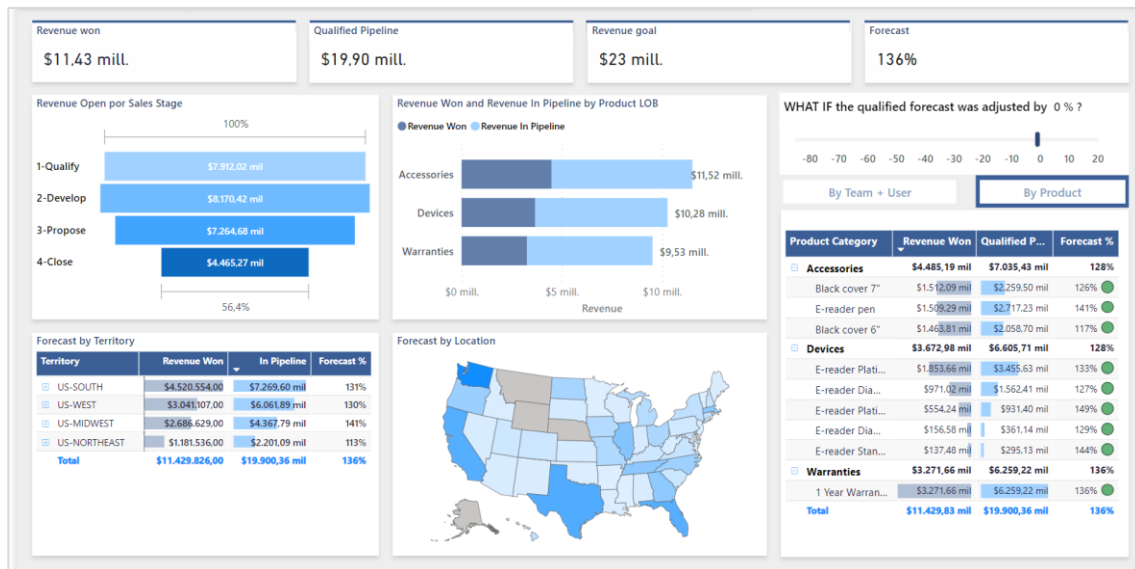 Revenue won
$11,43 mill.
Qualified Pipeline
$19,90 mill.
Revenue goal
$23 mill.
Forecast
136%
Revenue Open por Sales Stage
100%
1-Qualify $7.912,02 mil
2-Develop $8.170,42 mil
3-Propose $7.264,68 mil
4-Close $4.465,27 mil
56,4%
Revenue Won and Revenue In Pipeline by Product LOB
Revenue Won Revenue In Pipeline
Accessories $11,52 mill.
Devices $10,28 mill.
Warranties $9,53 mill.
$0 mill. $5 mill. $10 mill.
Revenue
WHAT IF the qualified forecast was adjusted by 0 % ?
-80 -70 -60 -50 -40 -30 -20 -10 0 10 20
By Team + User By Product
Product Category Revenue Won Qualified P... Forecast %
Accessories $4.485,19 mil $7.035,43 mil 128%
Black cover 7" $1.512,09 mil $2.259,50 mil 126%
E-reader pen $1.509,29 mil $2.717,23 mil 141%
Black cover 6" $1.463,81 mil $2.058,70 mil 117%
Devices $3.672,98 mil $6.605,71 mil 128%
E-reader Plati... $1.853,66 mil $3.455,63 mil 133%
E-reader Dia... $971,02 mil $1.562,41 mil 127%
E-reader Plati... $554,24 mil $931,40 mil 149%
E-reader Dia... $156,58 mil $361,14 mil 129%
E-reader Stan... $137,48 mil $295,13 mil 144%
Warranties $3.271,66 mil $6.259,22 mil 136%
1 Year Warran... $3.271,66 mil $6.259,22 mil 136%
Total $11.429,83 mil $19.900,36 mil 136%
Forecast by Territory
Territory Revenue Won In Pipeline Forecast %
US-SOUTH $4.520.554,00 $7.269,60 mil 131%
US-WEST $3.041.107,00 $6.061,89 mil 130%
US-MIDWEST $2.686.629,00 $4.367,79 mil 141%
US-NORTHEAST $1.181.536,00 $2.201,09 mil 113%
Total $11.429.826,00 $19.900,36 mil 136%
Forecast by Location